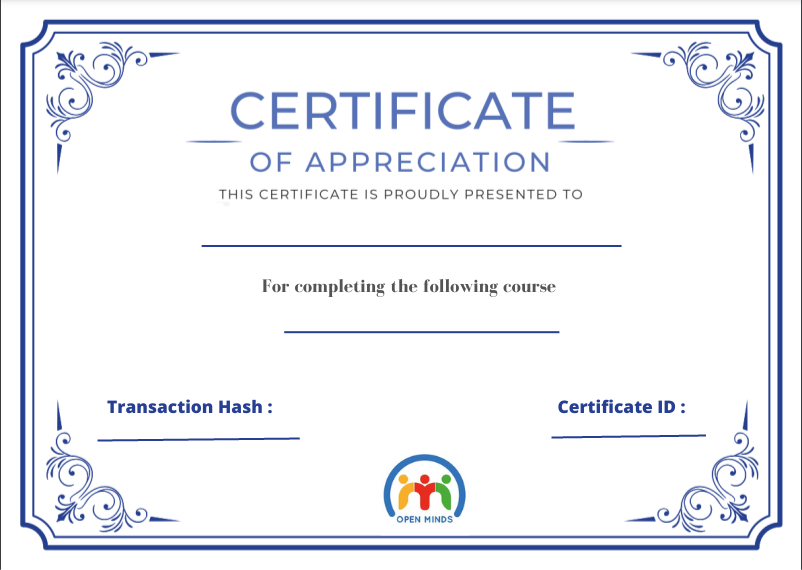 CERTIFICATE
OF APPRECIATION
THIS CERTIFICATE IS PROUDLY PRESENTED TO
For completing the following course
Transaction Hash :
Certificate ID :
OPEN MINDS